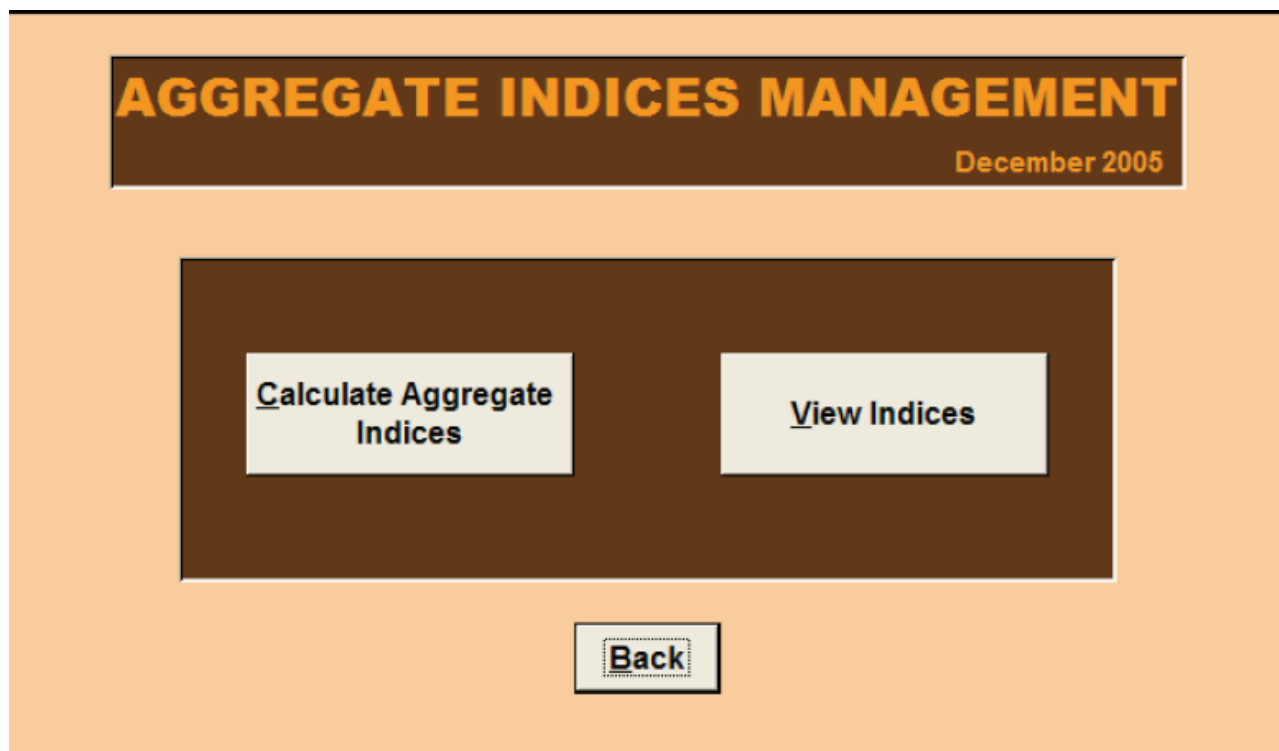 AGGREGATE INDICES MANAGEMENT
December 2005
Calculate Aggregate
Indices
View Indices
Back